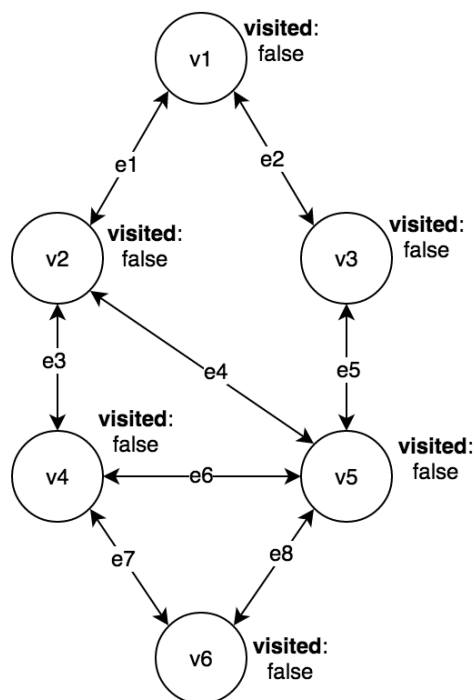 visited:
false
v1
e1
e2
visited:
false
v2
visited:
false
v3
e3
e4
e5
visited:
false
v4
e6
visited:
false
v5
e7
e8
visited:
false
v6